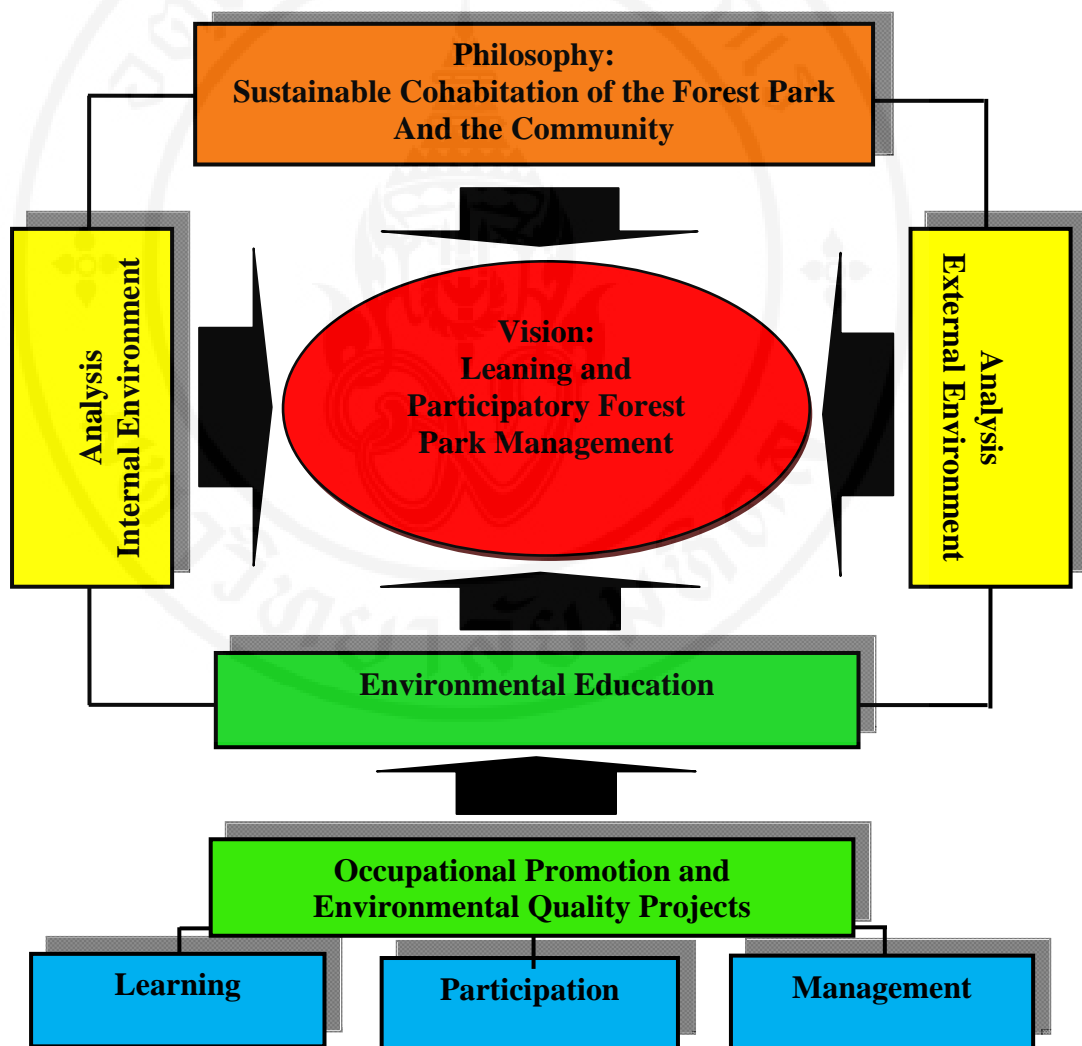 Philosophy:
Sustainable Cohabitation of the Forest Park
And the Community
Analysis
Internal Environment
Vision:
Leaning and
Participatory Forest
Park Management
Analysis
External Environment
Environmental Education
Occupational Promotion and
Environmental Quality Projects
Learning
Participation
Management